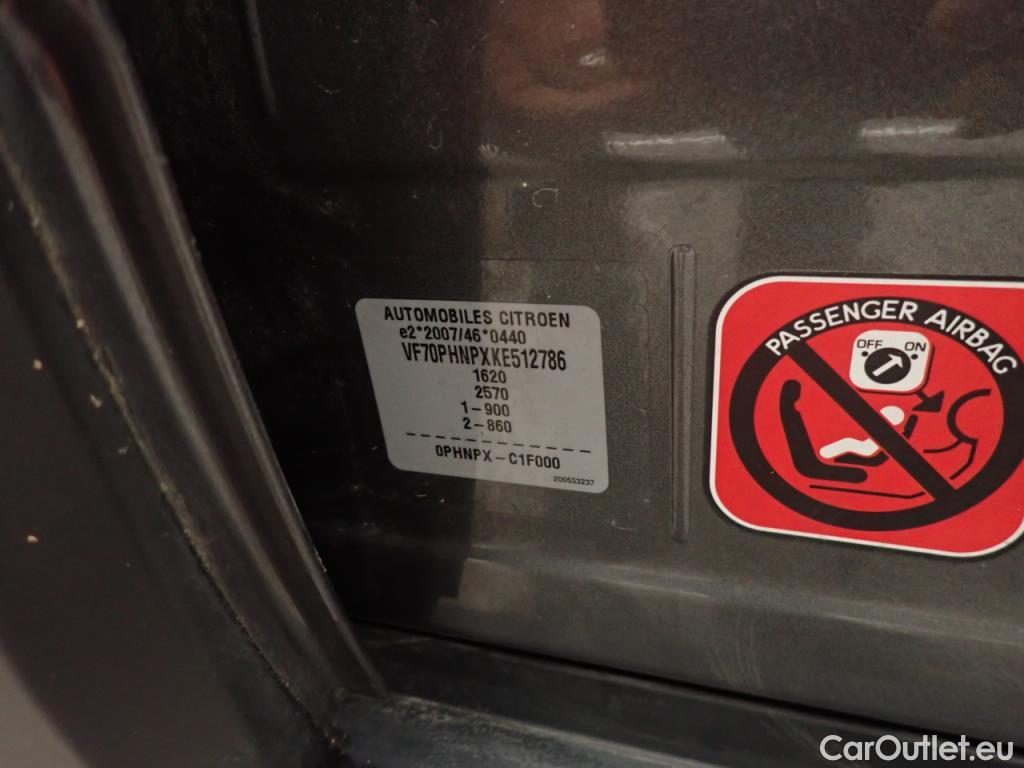 AUTOMOBILES CITROEN
e2*2007/46*0440
VF70PHNPXKE512786
1620
2570
1-900
2-860
0PHNPX-C1F000
200553237
PASSENGER AIRBAG
OFF ON
CarOutlet.eu